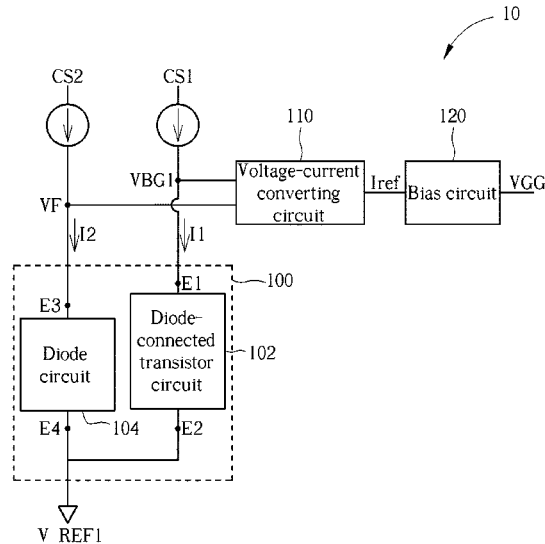 10
CS2
CS1
110
120
VBG1
Voltage-current
converting
circuit
Iref
Bias circuit
VGG
VF
I2
I1
100
E3
E1
Diode
circuit
Diode-
connected
transistor
circuit
102
E4
104
E2
V_REF1